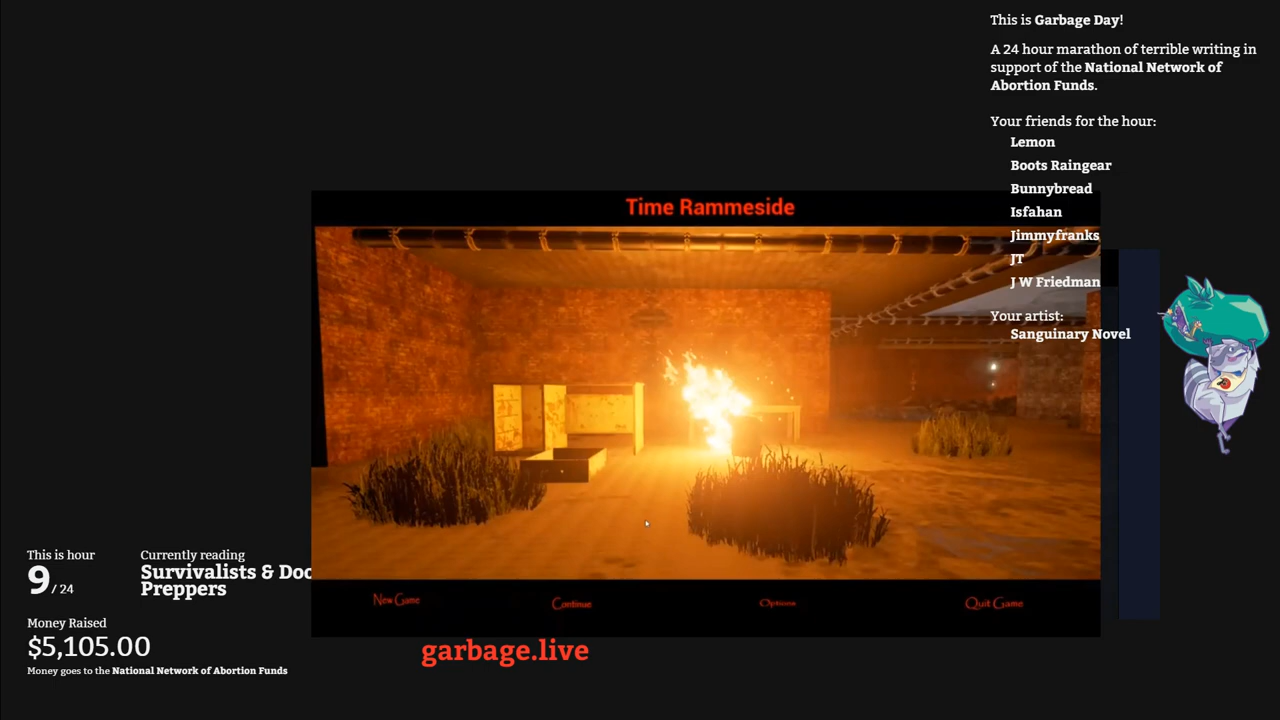 This is Garbage Day!
A 24 hour marathon of terrible writing in
support of the National Network of
Abortion Funds.
Your friends for the hour:
Lemon
Boots Raingear
Bunnybread
Isfahan
Jimmyfranks
JT
J W Friedman
Your artist:
Sanguinary Novel
Time Rammeside
New Game
Continue
Options
Quit Game
This is hour
9 / 24
Currently reading
Survivalists & Doo
Preppers
Money Raised
$5,105.00
Money goes to the National Network of Abortion Funds
garbage.live